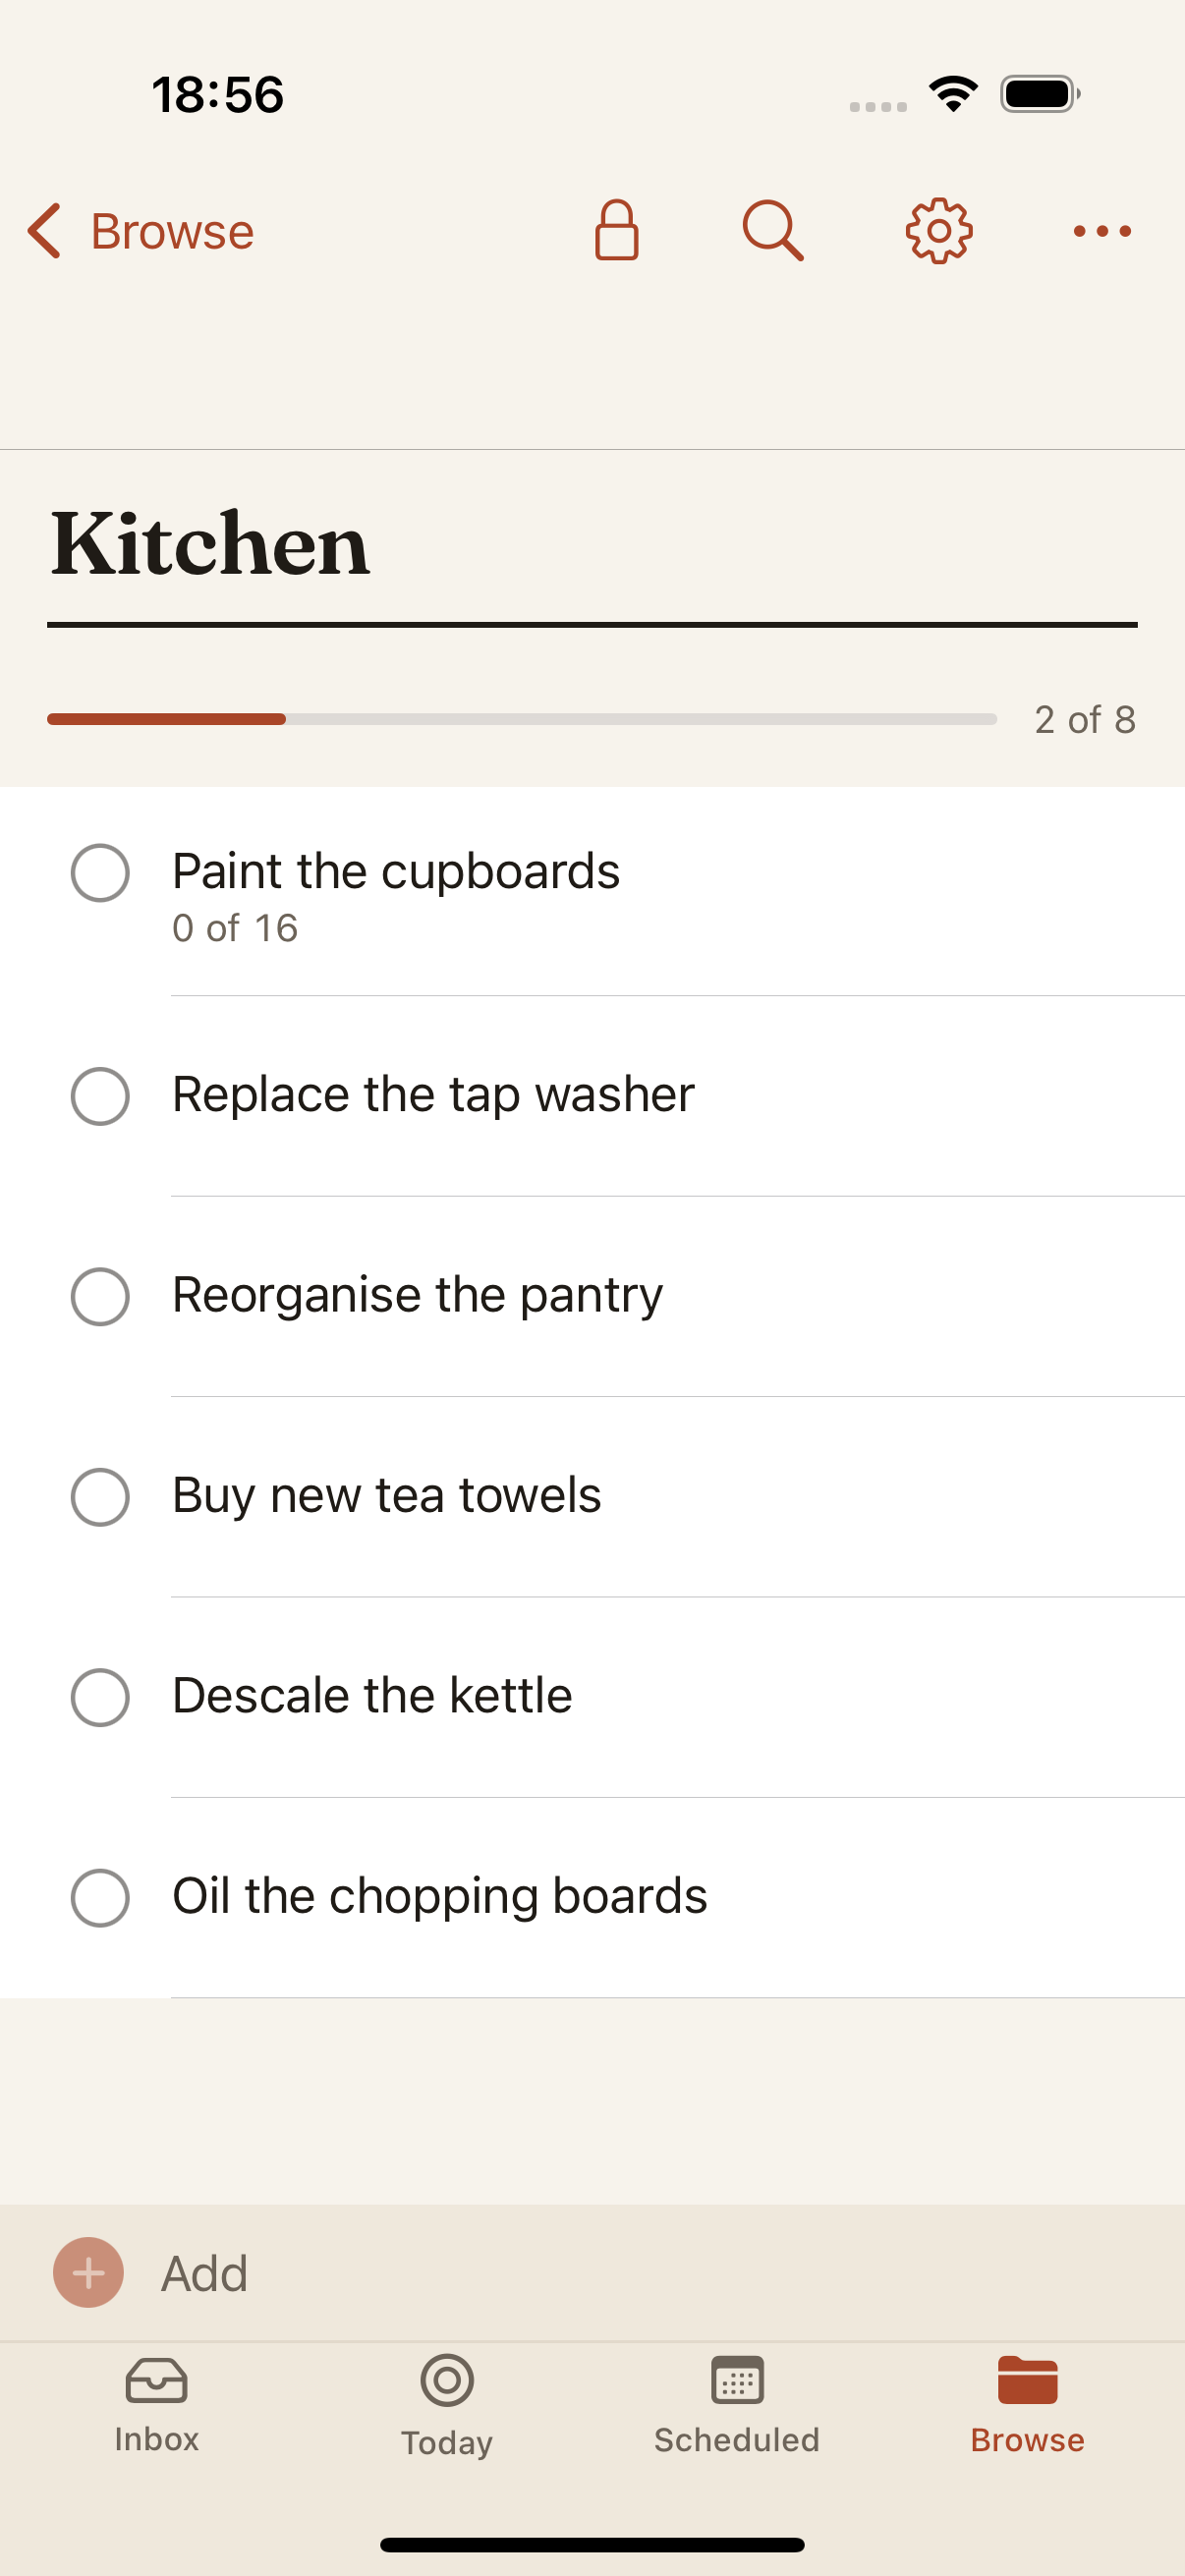 18:56
Browse
Kitchen
2 of 8
Paint the cupboards
0 of 16
Replace the tap washer
Reorganise the pantry
Buy new tea towels
Descale the kettle
Oil the chopping boards
Add
Inbox
Today
Scheduled
Browse